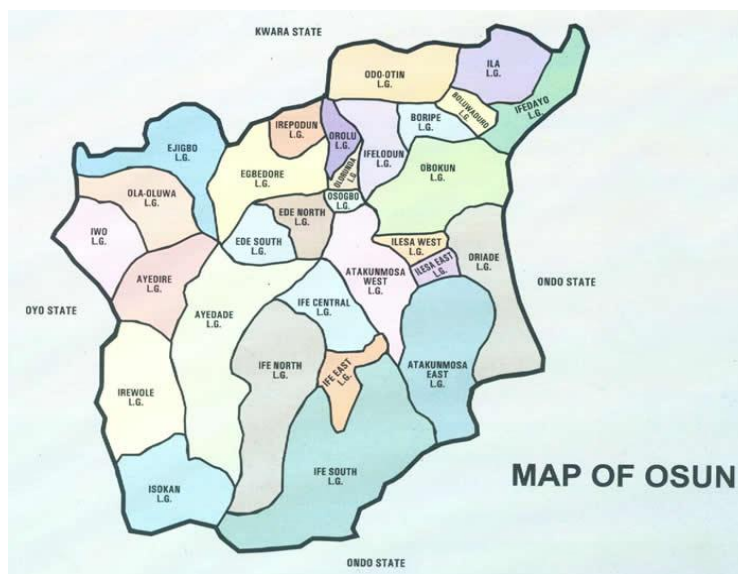 KWARA STATE
ODO-OTIN
L.G.
ILA
L.G.
BOLUWADURO
L.G.
IFEDAYO
L.G.
IREPODUN
L.G.
OROLU
L.G.
BORIPE
L.G.
EJIGBO
L.G.
EGBEDORE
L.G.
OLORUNDA
L.G.
IFELODUN
L.G.
OBOKUN
L.G.
OLA-OLUWA
L.G.
OSOGBO
L.G.
EDE NORTH
L.G.
IWO
L.G.
EDE SOUTH
L.G.
ILESA WEST
L.G.
ILESA EAST
L.G.
ORIADE
L.G.
AYEDIRE
L.G.
ATAKUNMOSA
WEST
L.G.
ONDO STATE
OYO STATE
AYEDADE
L.G.
IFE CENTRAL
L.G.
IFE NORTH
L.G.
IFE EAST
L.G.
ATAKUNMOSA
EAST
L.G.
IREWOLE
L.G.
ISOKAN
L.G.
IFE SOUTH
L.G.
MAP OF OSUN
ONDO STATE